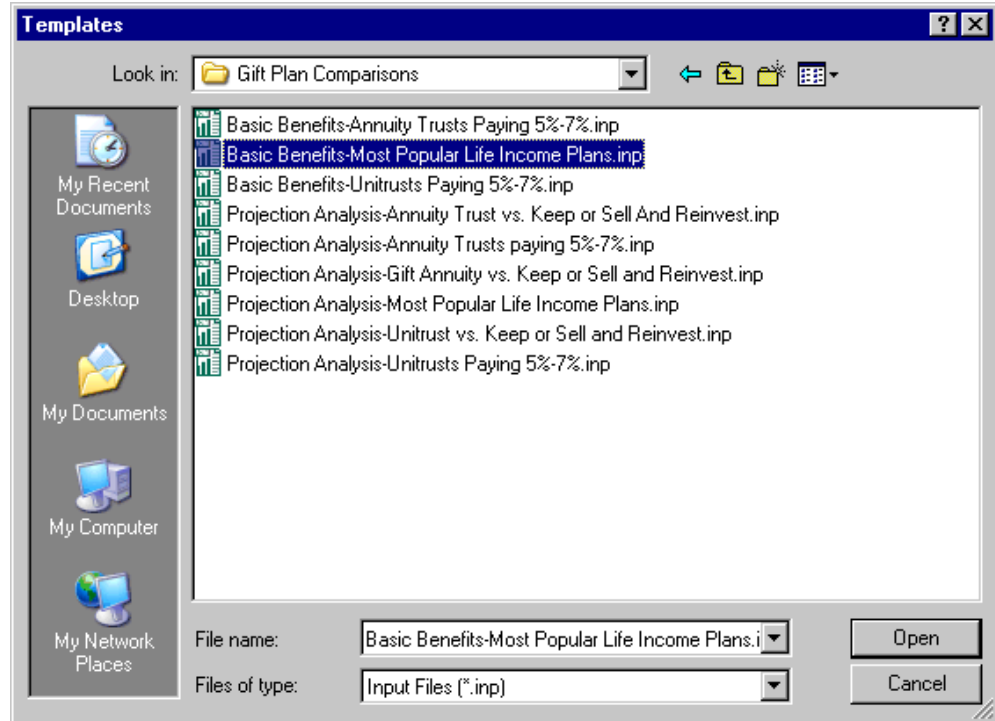 Templates
Look in: Gift Plan Comparisons
Basic Benefits-Annuity Trusts Paying 5%-7%.inp
Basic Benefits-Most Popular Life Income Plans.inp
Basic Benefits-Unitrusts Paying 5%-7%.inp
Projection Analysis-Annuity Trust vs. Keep or Sell And Reinvest.inp
Projection Analysis-Annuity Trusts paying 5%-7%.inp
Projection Analysis-Gift Annuity vs. Keep or Sell and Reinvest.inp
Projection Analysis-Most Popular Life Income Plans.inp
Projection Analysis-Unitrust vs. Keep or Sell and Reinvest.inp
Projection Analysis-Unitrusts Paying 5%-7%.inp
My Recent
Documents
Desktop
My Documents
My Computer
My Network
Places
File name: Basic Benefits-Most Popular Life Income Plans.i Open
Files of type: Input Files (*.inp) Cancel